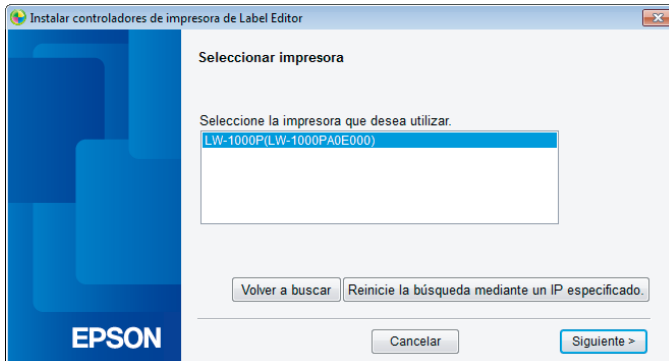 Instalar controladores de impresora de Label Editor
Seleccionar impresora
Seleccione la impresora que desea utilizar.
LW-1000P(LW-1000PA0E000)
Volver a buscar
Reinicie la búsqueda mediante un IP especificado.
EPSON
Cancelar
Siguiente >